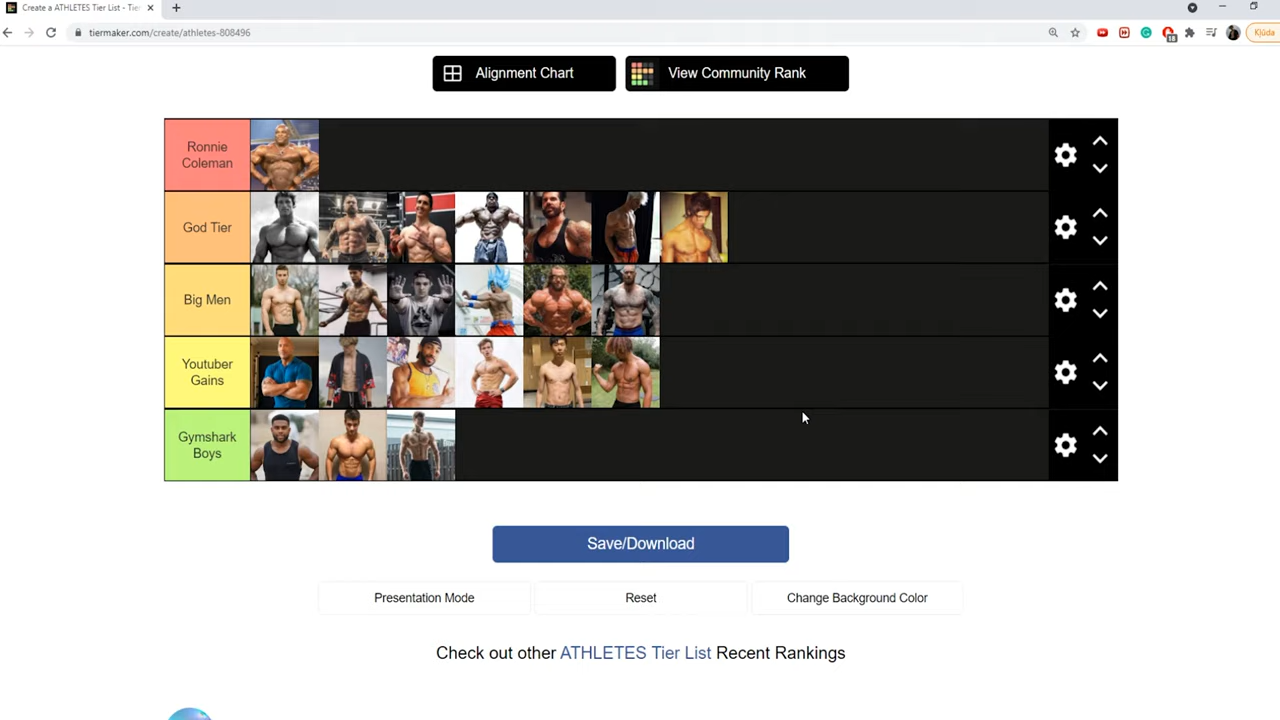 Create a ATHLETES Tier List - Tier
tiermaker.com/create/athletes-808496
18
Kļūda
Alignment Chart
View Community Rank
Ronnie
Coleman
God Tier
Big Men
Youtuber
Gains
Gymshark
Boys
Save/Download
Presentation Mode
Reset
Change Background Color
Check out other ATHLETES Tier List Recent Rankings